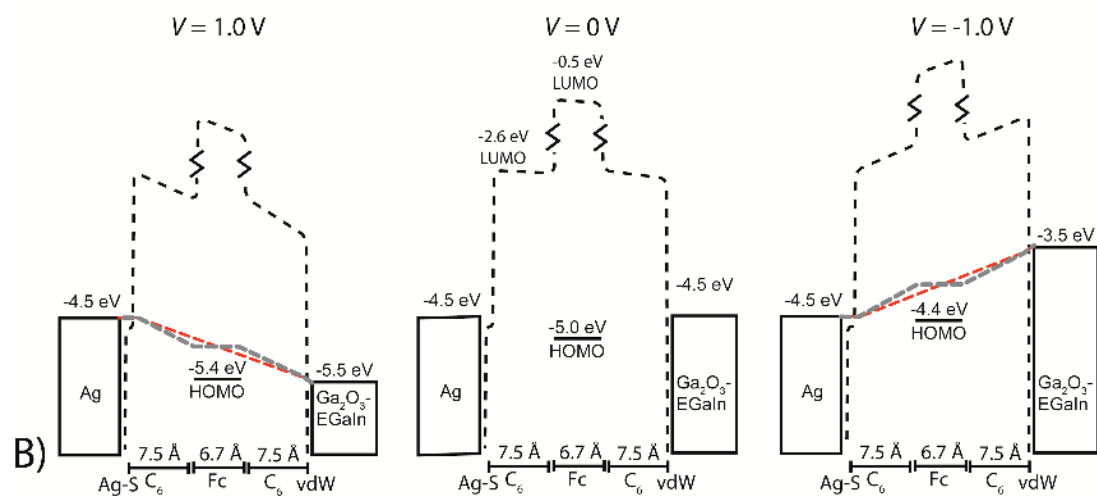 V = 1.0 V
V = 0 V
V = -1.0 V
-0.5 eV
LUMO
-2.6 eV
LUMO
-4.5 eV
-5.4 eV
HOMO
-5.5 eV
Ag
Ga₂O₃-
EGaIn
-4.5 eV
-5.0 eV
HOMO
-4.5 eV
Ga₂O₃-
EGaIn
-4.5 eV
-4.4 eV
HOMO
-3.5 eV
Ag
Ga₂O₃-
EGaIn
B)
7.5 Å 6.7 Å 7.5 Å
Ag-S C₆ Fc C₆ vdW
7.5 Å 6.7 Å 7.5 Å
C₆ Fc C₆ vdW
7.5 Å 6.7 Å 7.5 Å
Ag-S C₆ Fc C₆ vdW